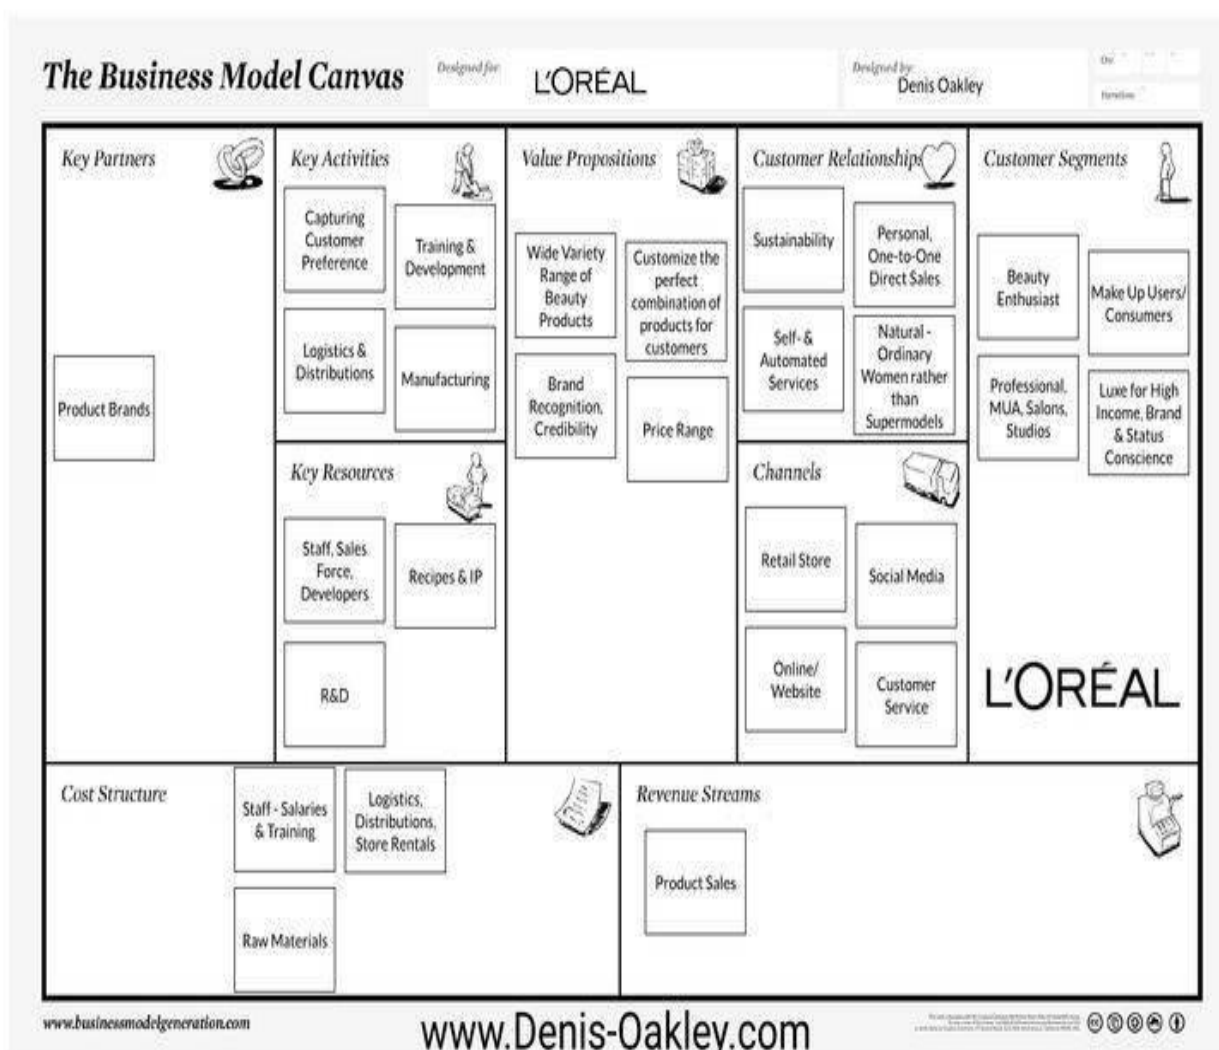 The Business Model Canvas
Designed for:
L'ORÉAL
Designed by:
Denis Oakley
On:
Iteration:
Key Partners
Product Brands
Key Activities
Capturing
Customer
Preference
Training &
Development
Logistics &
Distributions
Manufacturing
Key Resources
Staff, Sales
Force,
Developers
Recipes & IP
R&D
Value Propositions
Wide Variety
Range of
Beauty
Products
Customize the
perfect
combination of
products for
customers
Brand
Recognition,
Credibility
Price Range
Customer Relationships
Sustainability
Personal,
One-to-One
Direct Sales
Self- &
Automated
Services
Natural -
Ordinary
Women rather
than
Supermodels
Channels
Retail Store
Social Media
Online/
Website
Customer
Service
Customer Segments
Beauty
Enthusiast
Make Up Users/
Consumers
Professional,
MUA, Salons,
Studios
Luxe for High
Income, Brand
& Status
Conscience
L'ORÉAL
Cost Structure
Staff - Salaries
& Training
Logistics,
Distributions,
Store Rentals
Raw Materials
Revenue Streams
Product Sales
www.businessmodelgeneration.com
www.Denis-Oakley.com